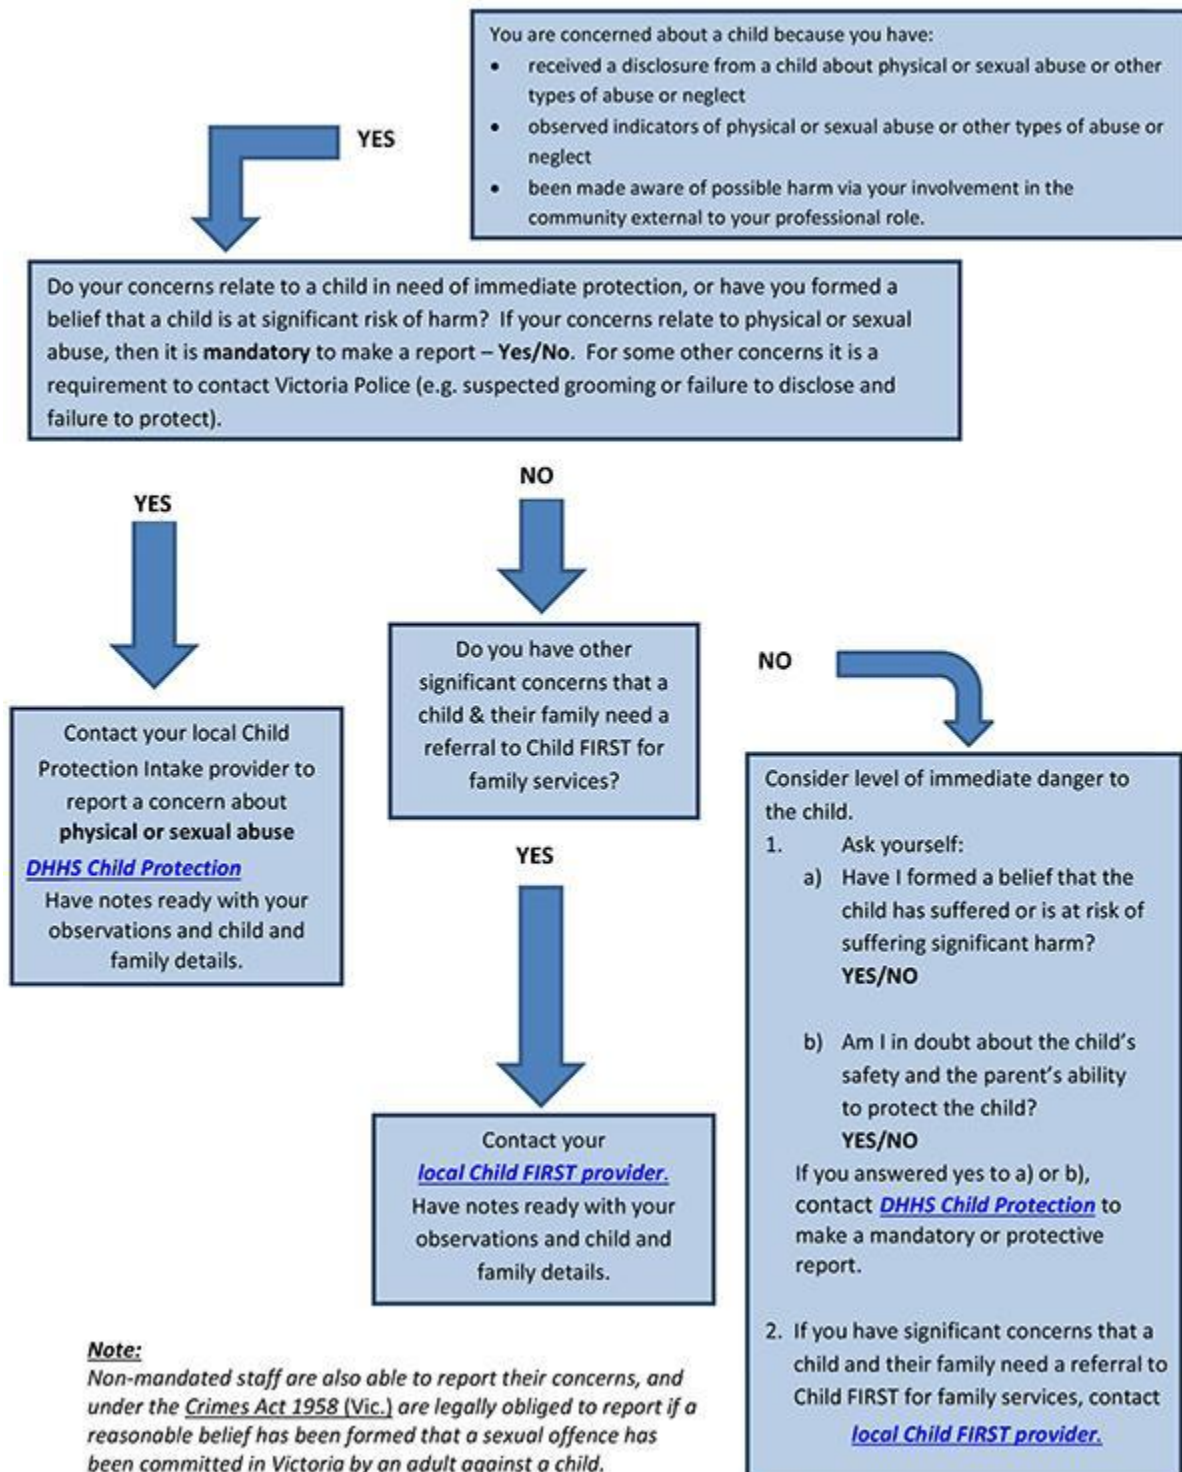 You are concerned about a child because you have:
• received a disclosure from a child about physical or sexual abuse or other
types of abuse or neglect
• observed indicators of physical or sexual abuse or other types of abuse or
neglect
• been made aware of possible harm via your involvement in the
community external to your professional role.
YES
Do your concerns relate to a child in need of immediate protection, or have you formed a
belief that a child is at significant risk of harm? If your concerns relate to physical or sexual
abuse, then it is mandatory to make a report – Yes/No. For some other concerns it is a
requirement to contact Victoria Police (e.g. suspected grooming or failure to disclose and
failure to protect).
YES
NO
Contact your local Child
Protection Intake provider to
report a concern about
physical or sexual abuse
DHHS Child Protection
Have notes ready with your
observations and child and
family details.
Do you have other
significant concerns that a
child & their family need a
referral to Child FIRST for
family services?
NO
YES
Contact your
local Child FIRST provider.
Have notes ready with your
observations and child and
family details.
Consider level of immediate danger to
the child.
1. Ask yourself:
a) Have I formed a belief that the
child has suffered or is at risk of
suffering significant harm?
YES/NO
b) Am I in doubt about the child's
safety and the parent's ability
to protect the child?
YES/NO
If you answered yes to a) or b),
contact DHHS Child Protection to
make a mandatory or protective
report.
2. If you have significant concerns that a
child and their family need a referral to
Child FIRST for family services, contact
local Child FIRST provider.
Note:
Non-mandated staff are also able to report their concerns, and
under the Crimes Act 1958 (Vic.) are legally obliged to report if a
reasonable belief has been formed that a sexual offence has
been committed in Victoria by an adult against a child.